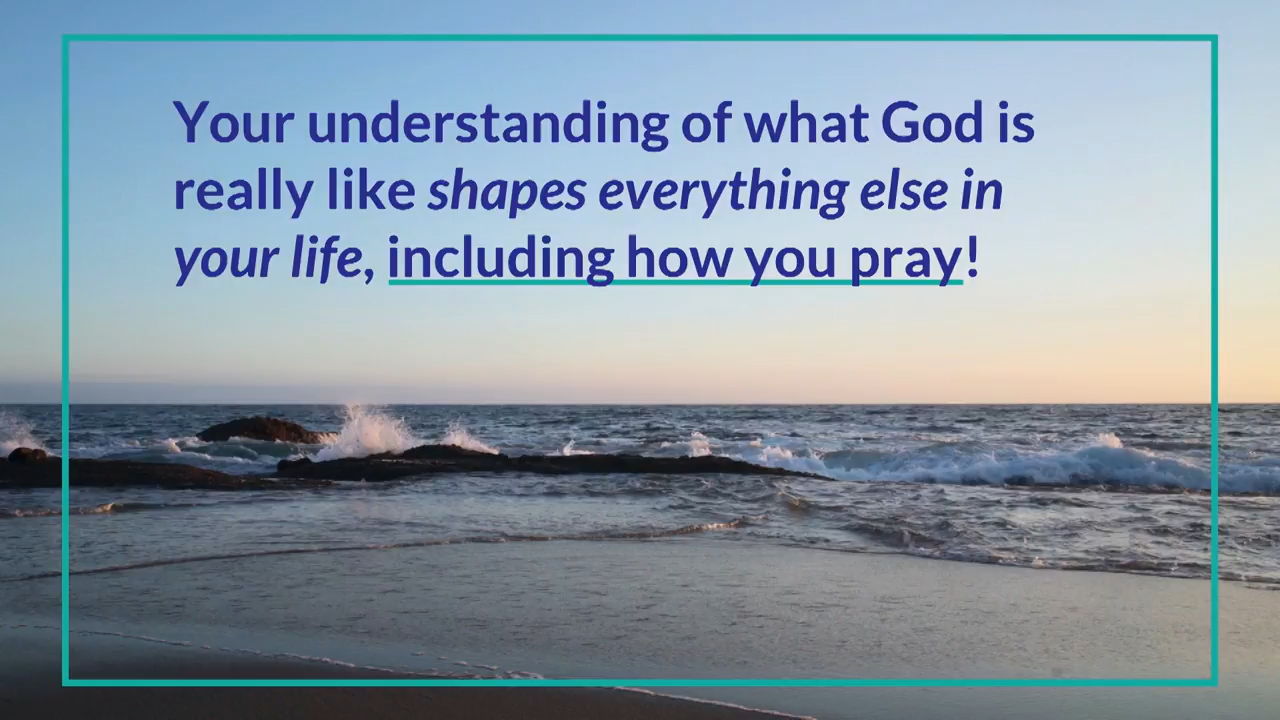 Your understanding of what God is
really like shapes everything else in
your life, including how you pray!